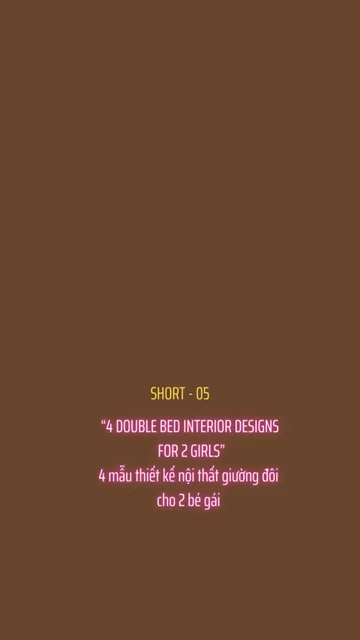 SHORT - 05
“4 DOUBLE BED INTERIOR DESIGNS
FOR 2 GIRLS”
4 mẫu thiết kế nội thất giường đôi
cho 2 bé gái